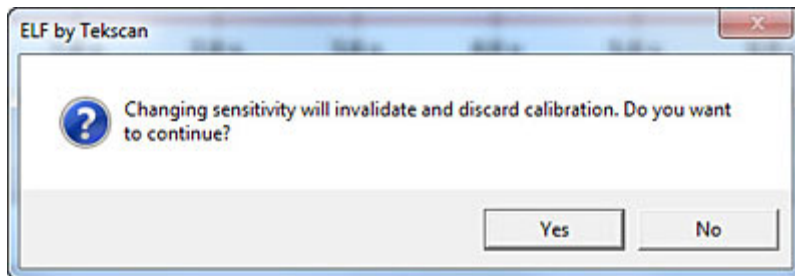 ELF by Tekscan
Changing sensitivity will invalidate and discard calibration. Do you want
to continue?
Yes
No